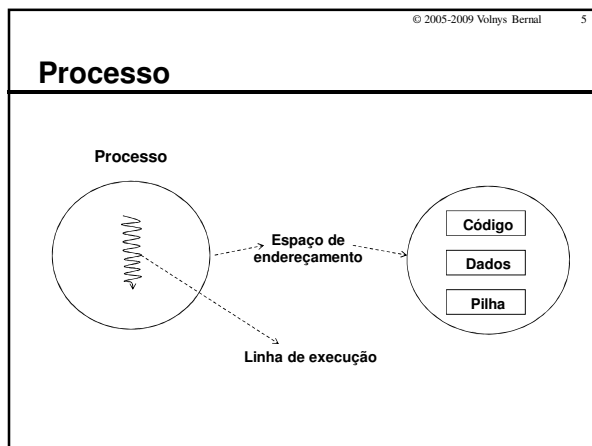 © 2005-2009 Volnys Bernal 5
Processo
Processo
Espaço de
endereçamento
Código
Dados
Pilha
Linha de execução